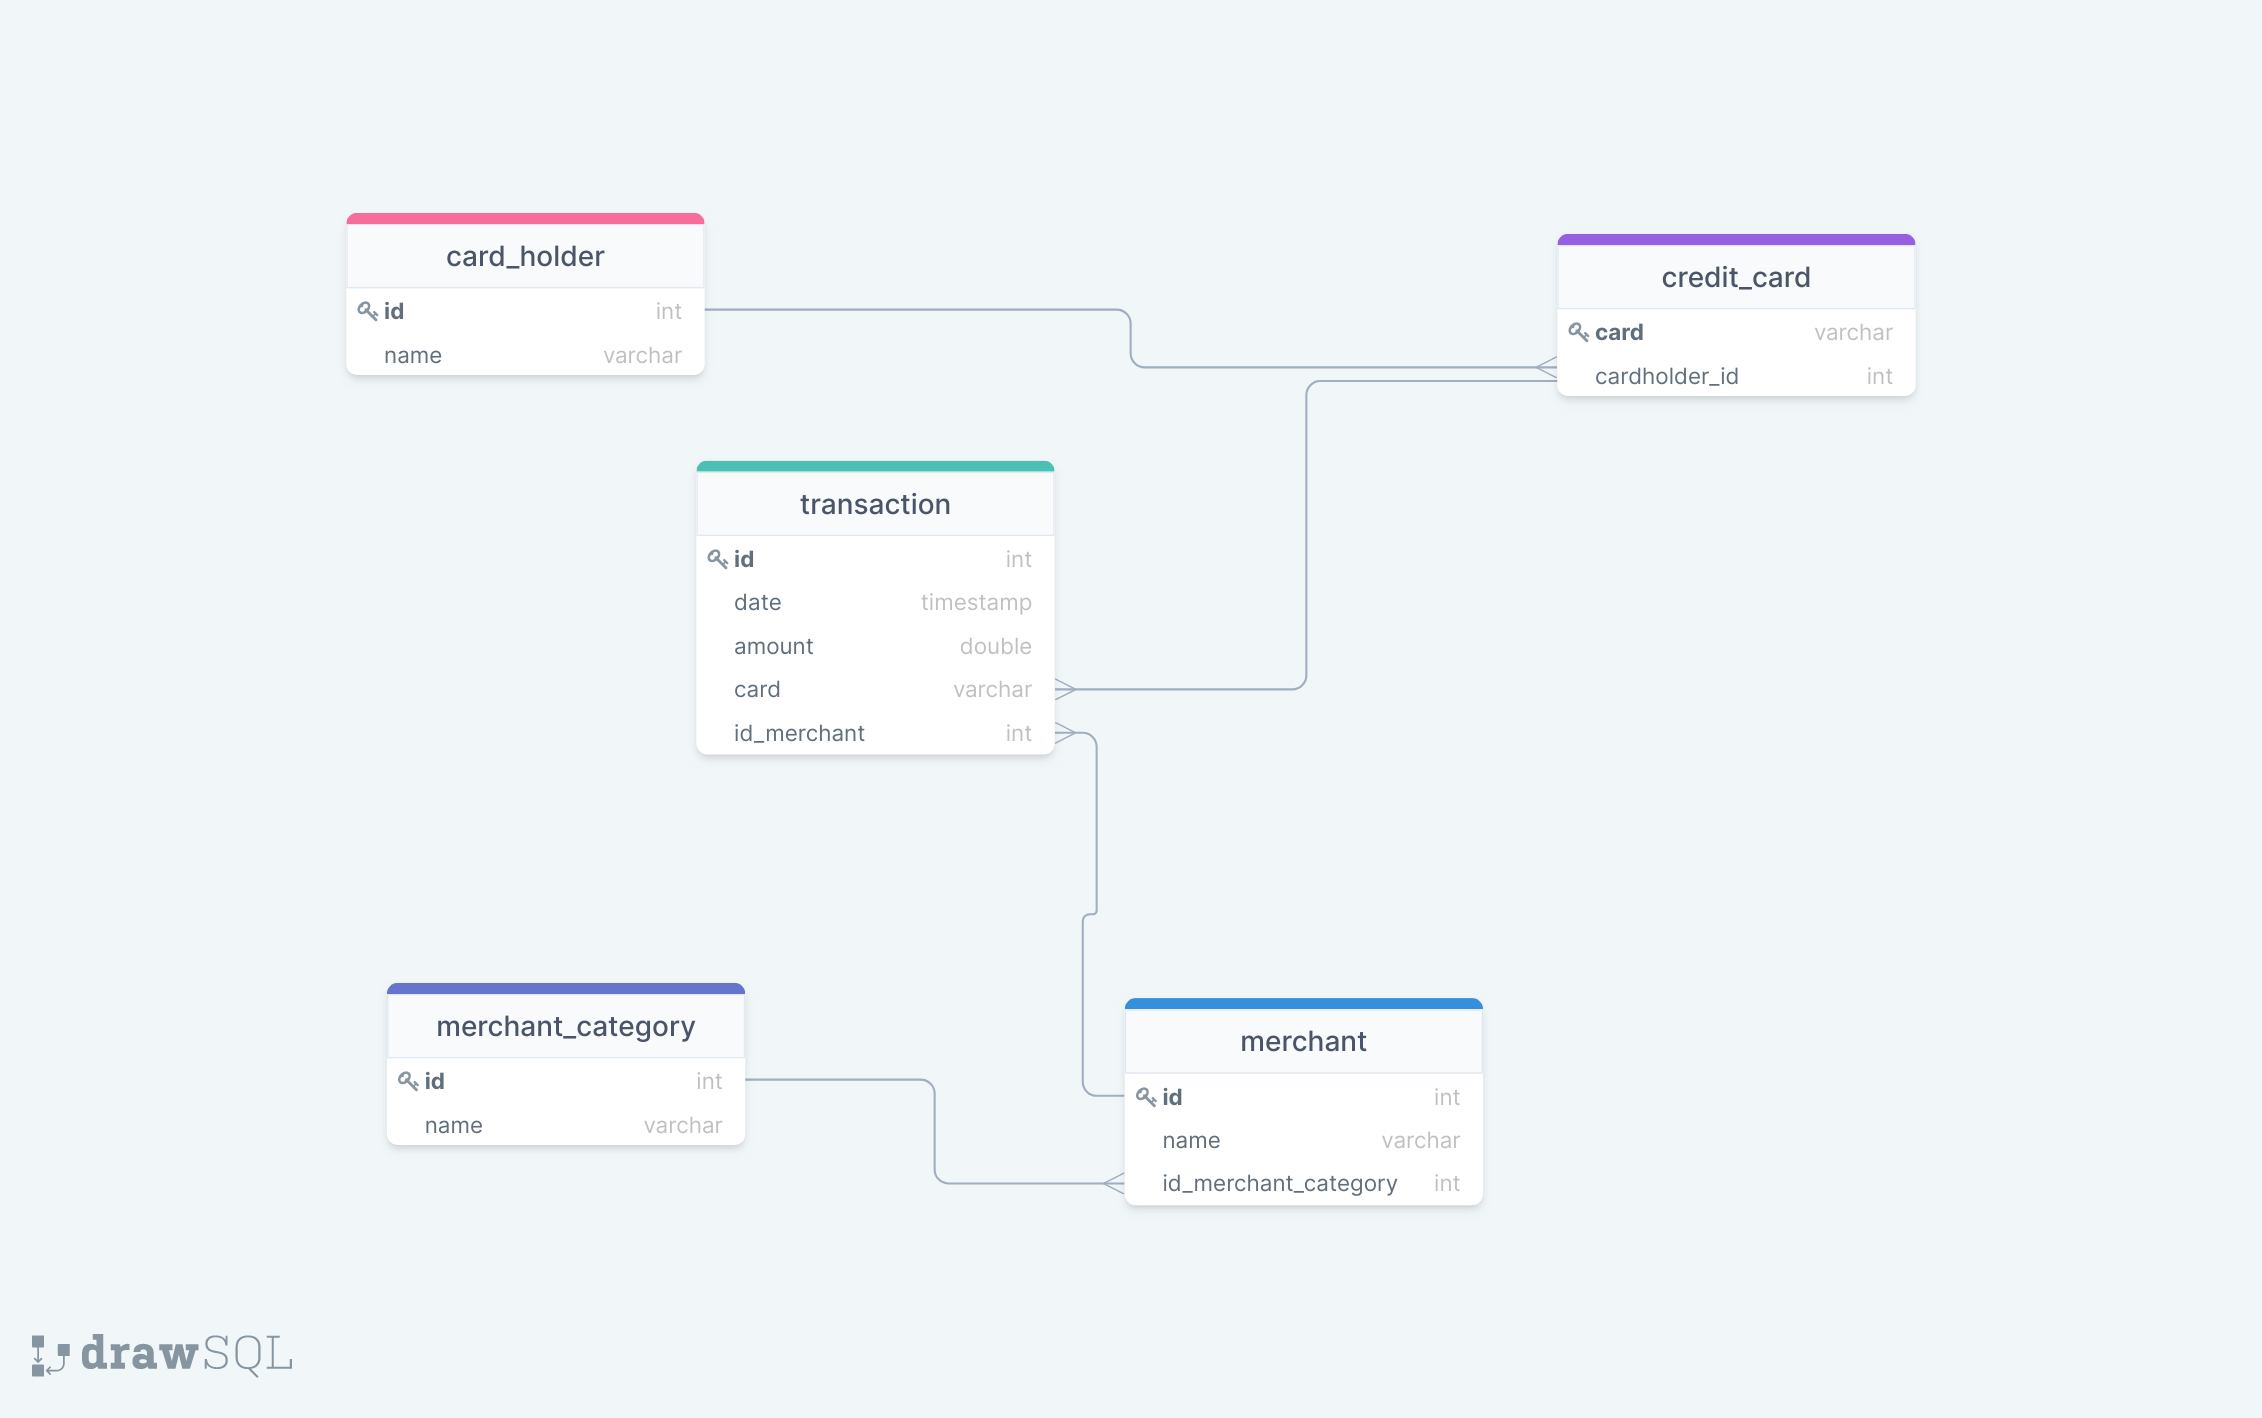 card_holder
id int
name varchar
credit_card
card varchar
cardholder_id int
transaction
id int
date timestamp
amount double
card varchar
id_merchant int
merchant_category
id int
name varchar
merchant
id int
name varchar
id_merchant_category int
drawSQL